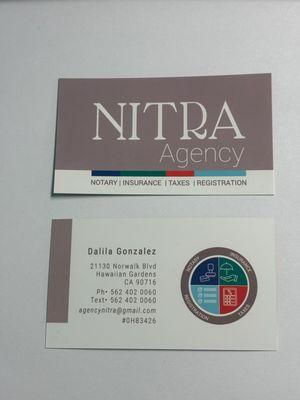 NITRA
Agency
NOTARY | INSURANCE | TAXES | REGISTRATION
Dalila Gonzalez
21130 Norwalk Blvd
Hawaiian Gardens
CA 90716
Ph• 562 402 0060
Text• 562 402 0060
agencynitra@gmail.com
#0H83426
NOTARY
INSURANCE
REGISTRATION
TAXES